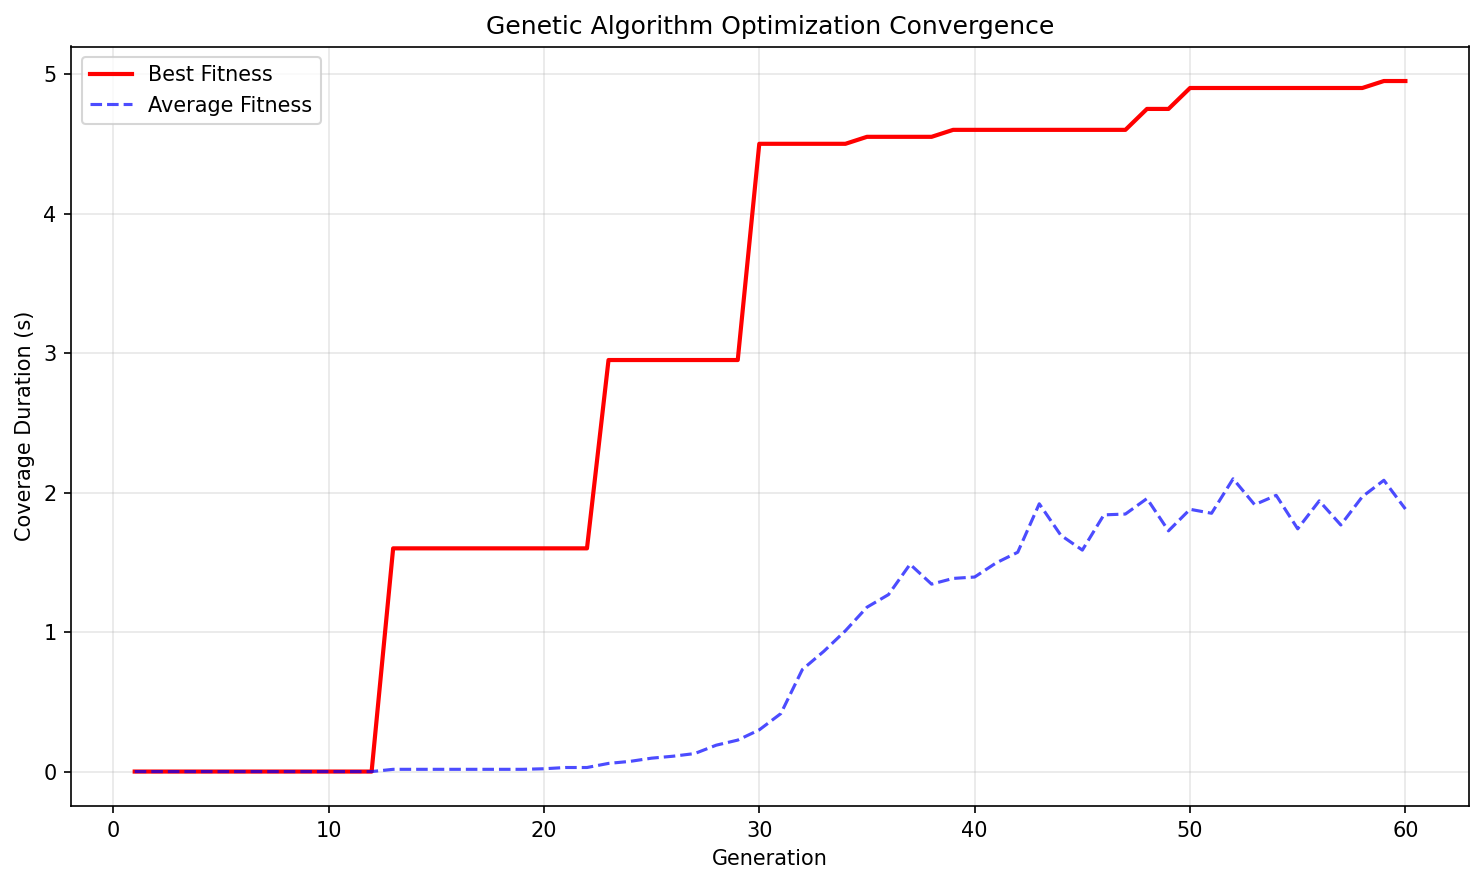 Genetic Algorithm Optimization Convergence
Best Fitness
Average Fitness
Coverage Duration (s)
5
4
3
2
1
0
0 10 20 30 40 50 60
Generation